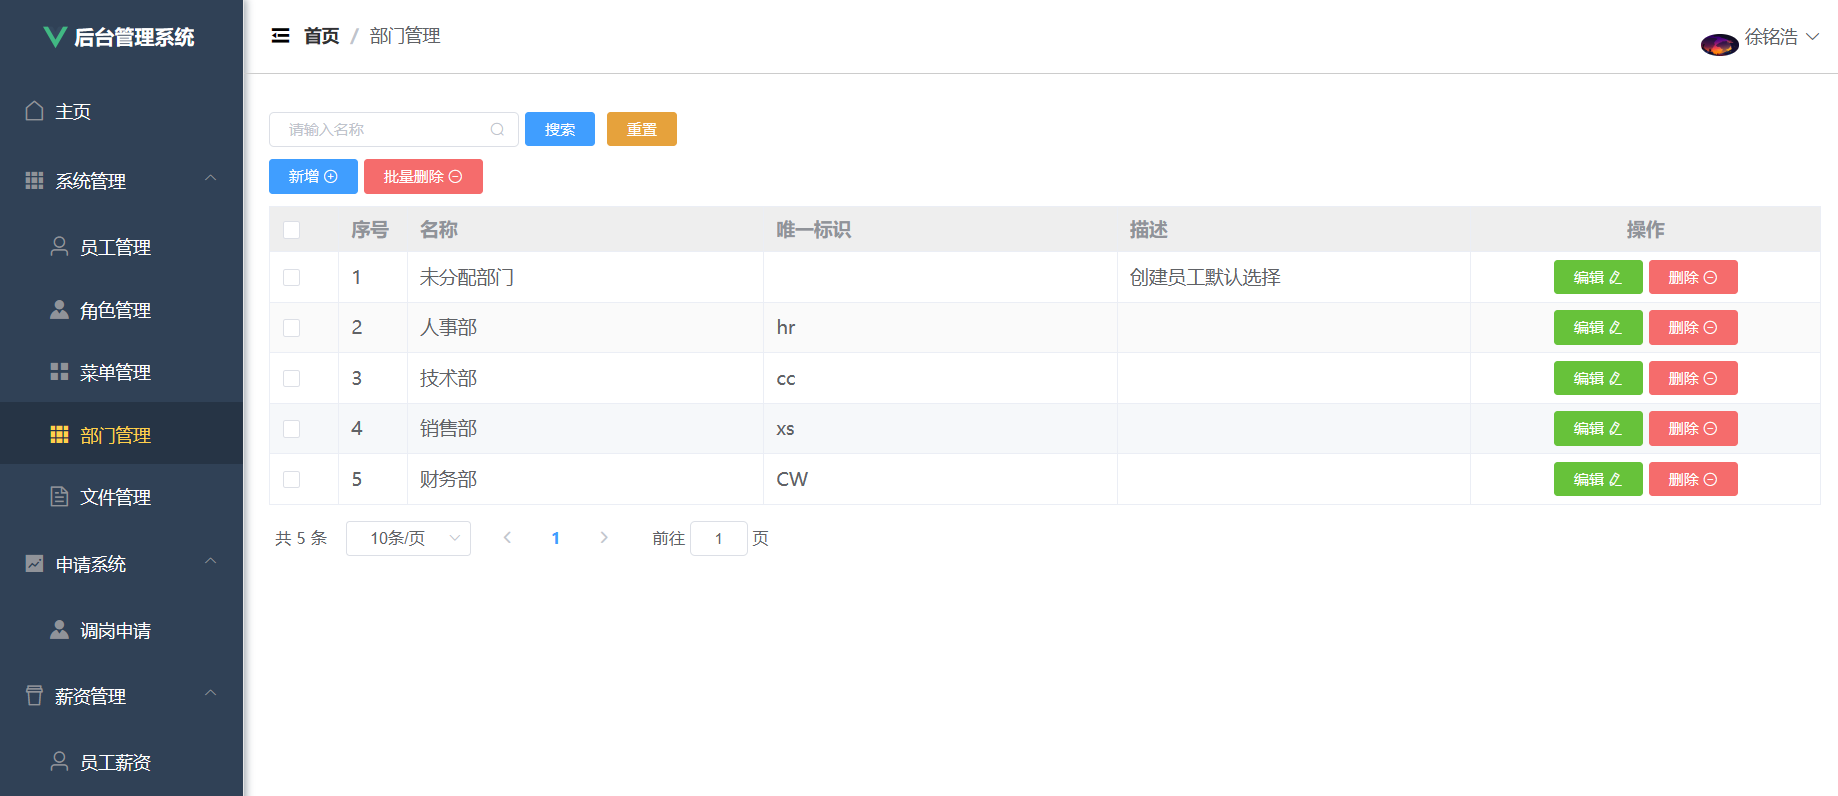 后台管理系统
主页
系统管理
员工管理
角色管理
菜单管理
部门管理
文件管理
申请系统
调岗申请
薪资管理
员工薪资
首页 / 部门管理
徐铭浩
请输入名称 搜索 重置
新增 批量删除
序号 名称 唯一标识 描述 操作
1 未分配部门 创建员工默认选择 编辑 删除
2 人事部 hr 编辑 删除
3 技术部 cc 编辑 删除
4 销售部 xs 编辑 删除
5 财务部 CW 编辑 删除
共 5 条 10条/页 1 前往 1 页